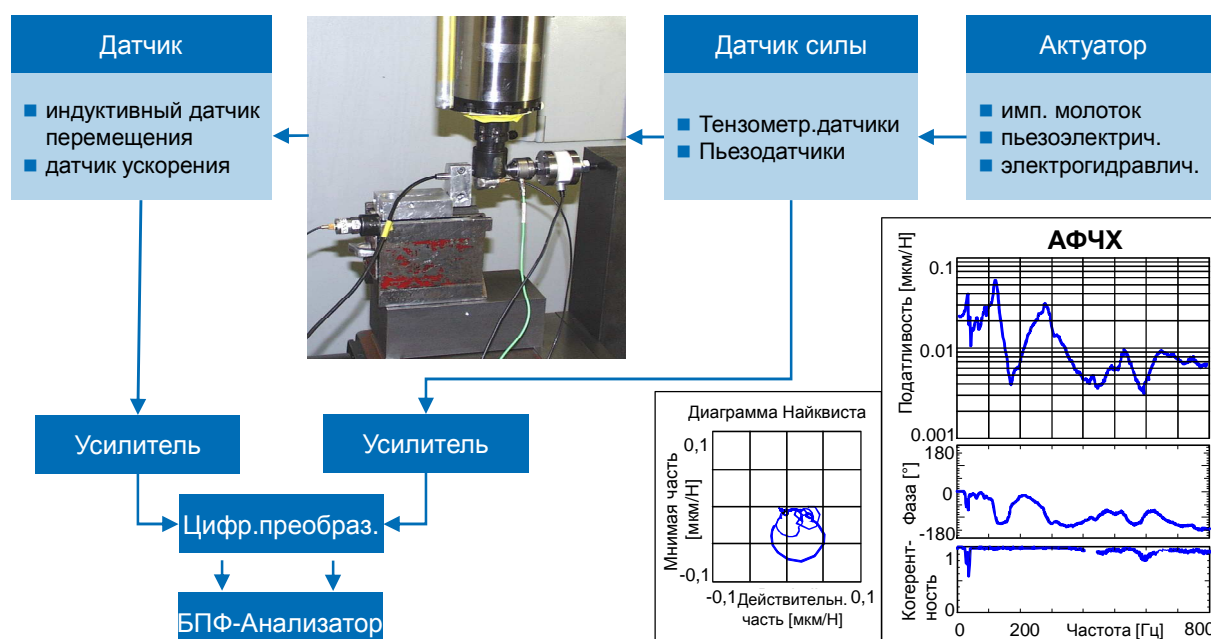 Датчик
индуктивный датчик
перемещения
датчик ускорения
Датчик силы
Тензометр.датчики
Пьезодатчики
Актуатор
имп. молоток
пьезоэлектрич.
электрогидравлич.
Усилитель
Усилитель
Цифр.преобраз.
БПФ-Анализатор
Диаграмма Найквиста
Мнимая часть
[мкм/Н]
0,1
-0,1
-0,1
Действительн.
часть [мкм/Н]
0,1
АФЧХ
Податливость [мкм/Н]
0.1
0.01
0.001
Фаза [°]
180
0
-180
Когерент-
ность
1
0
0
200
Частота [Гц]
800